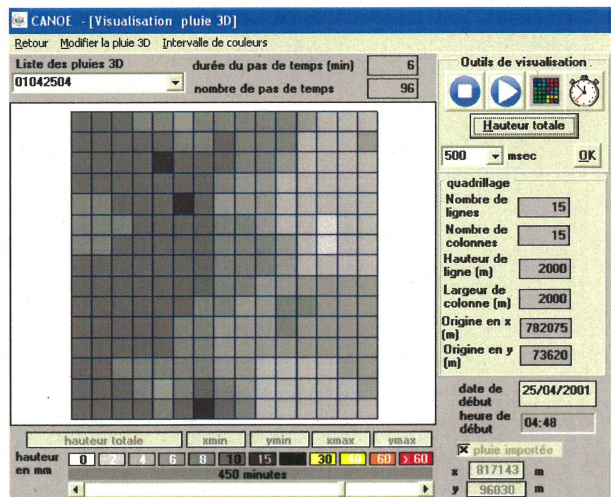 CANOE - [Visualisation pluie 3D]
Retour Modifier la pluie 3D Intervalle de couleurs
Liste des pluies 3D
01042504
durée du pas de temps (min) 6
nombre de pas de temps 96
Outils de visualisation
Hauteur totale
500 msec OK
quadrillage
Nombre de lignes 15
Nombre de colonnes 15
Hauteur de ligne (m) 2000
Largeur de colonne (m) 2000
Origine en x (m) 782075
Origine en y (m) 73620
date de début 25/04/2001
heure de début 04:48
pluie importée
x 817143 m
y 96030 m
hauteur totale xmin ymin xmax ymax
hauteur en mm 0 2 4 6 8 10 15 30 40 60 > 60
450 minutes